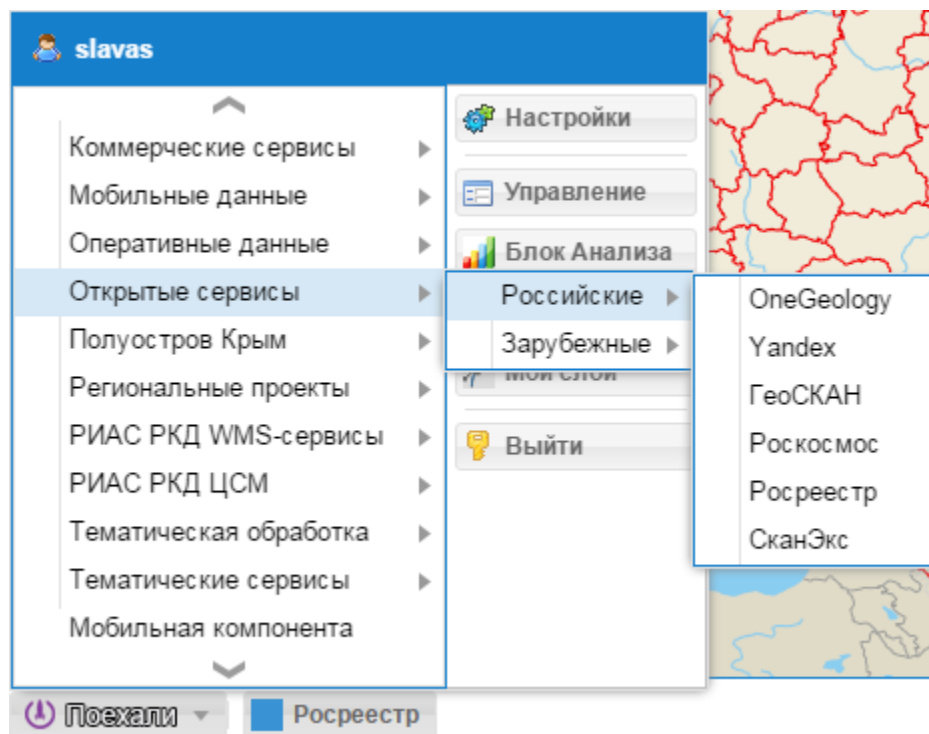 slavas
Коммерческие сервисы
Мобильные данные
Оперативные данные
Открытые сервисы
Полуостров Крым
Региональные проекты
РИАС РКД WMS-сервисы
РИАС РКД ЦСМ
Тематическая обработка
Тематические сервисы
Мобильная компонента
Настройки
Управление
Блок Анализа
Российские
Зарубежные
Мои слои
Выйти
OneGeology
Yandex
ГеоСКАН
Роскосмос
Росреестр
СканЭкс
Поехали
Росреестр